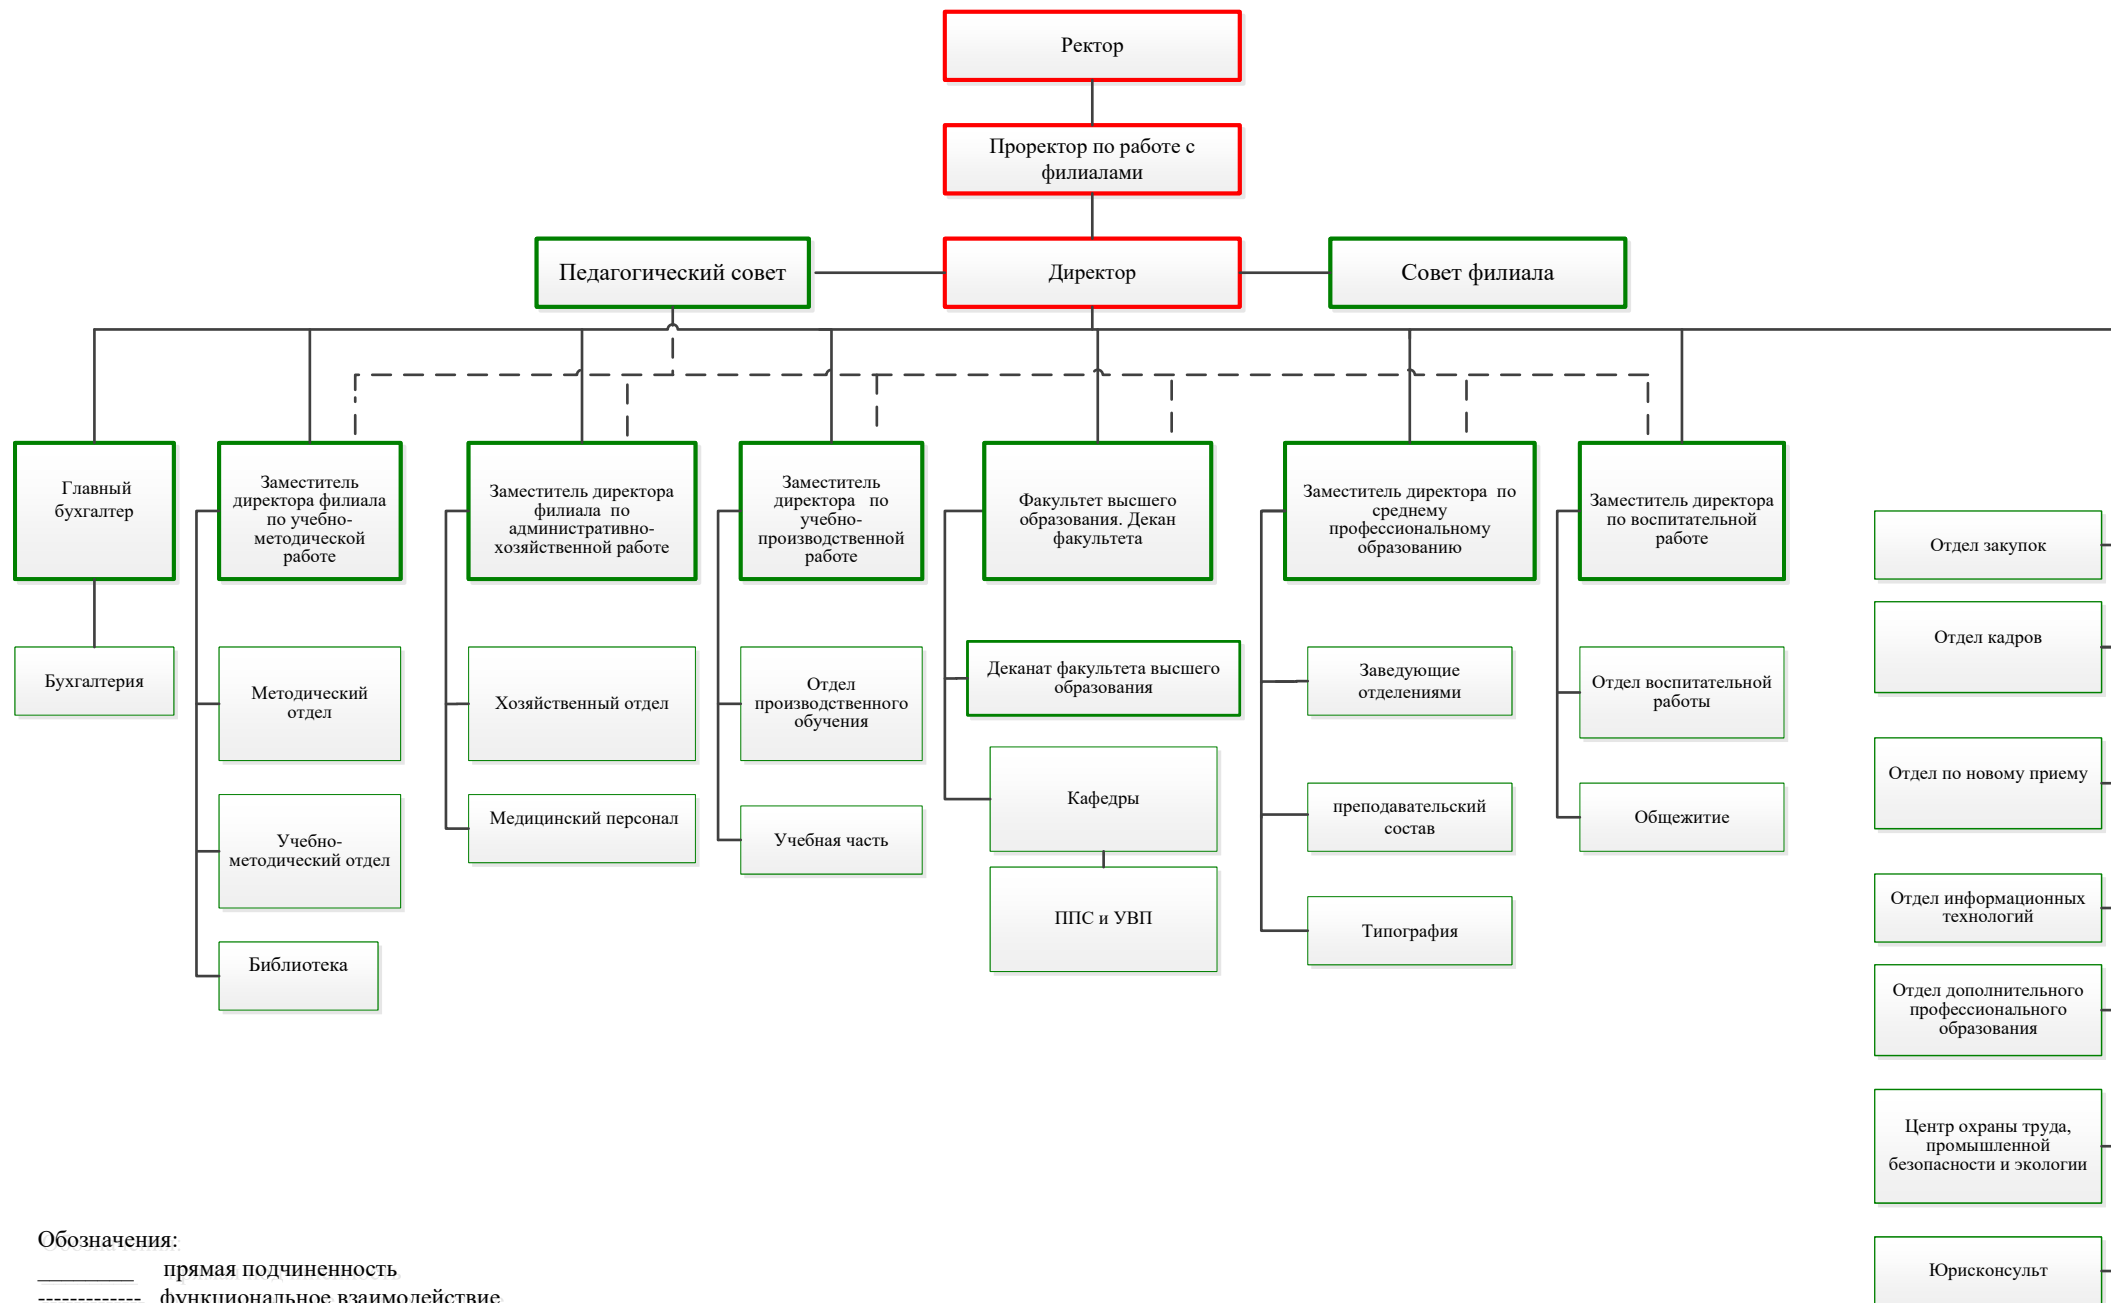 Ректор
Проректор по работе с
филиалами
Педагогический совет
Директор
Совет филиала
Главный
бухгалтер
Заместитель
директора филиала
по учебно-
методической
работе
Заместитель директора
филиала по
административно-
хозяйственной работе
Заместитель
директора по
учебно-
производственной
работе
Факультет высшего
образования. Декан
факультета
Заместитель директора по
среднему
профессиональному
образованию
Заместитель директора
по воспитательной
работе
Бухгалтерия
Методический
отдел
Учебно-
методический отдел
Библиотека
Хозяйственный отдел
Медицинский персонал
Отдел
производственного
обучения
Учебная часть
Деканат факультета высшего
образования
Кафедры
ППС и УВП
Заведующие
отделениями
преподавательский
состав
Типография
Отдел воспитательной
работы
Общежитие
Отдел закупок
Отдел кадров
Отдел по новому приему
Отдел информационных
технологий
Отдел дополнительного
профессионального
образования
Центр охраны труда,
промышленной
безопасности и экологии
Юрисконсульт
Обозначения:
_________ прямая подчиненность
------------- функциональное взаимодействие